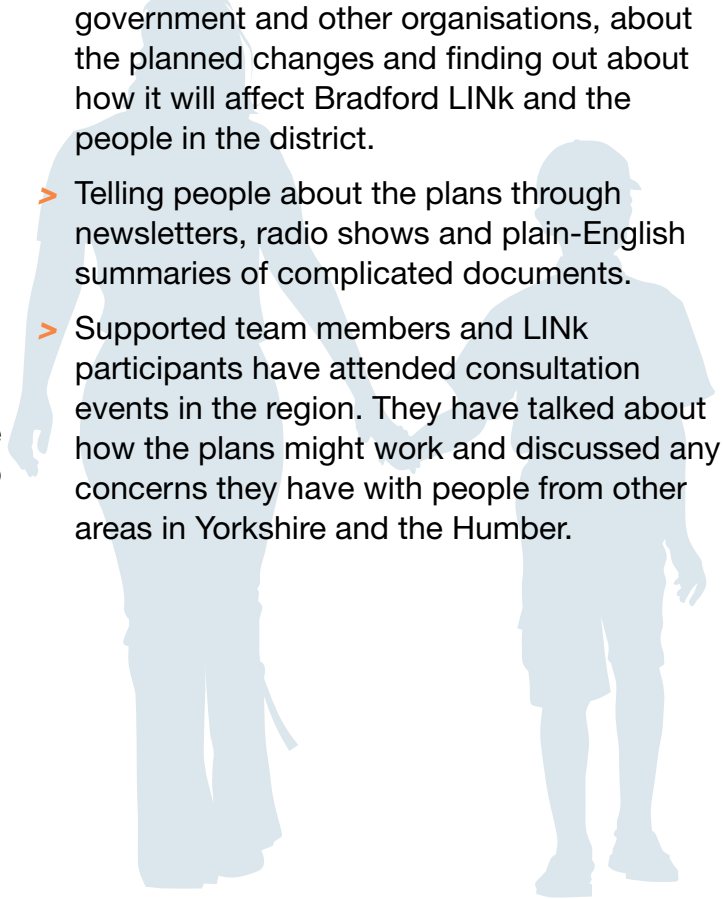 government and other organisations, about
the planned changes and finding out about
how it will affect Bradford LINk and the
people in the district.
> Telling people about the plans through
newsletters, radio shows and plain-English
summaries of complicated documents.
> Supported team members and LINk
participants have attended consultation
events in the region. They have talked about
how the plans might work and discussed any
concerns they have with people from other
areas in Yorkshire and the Humber.